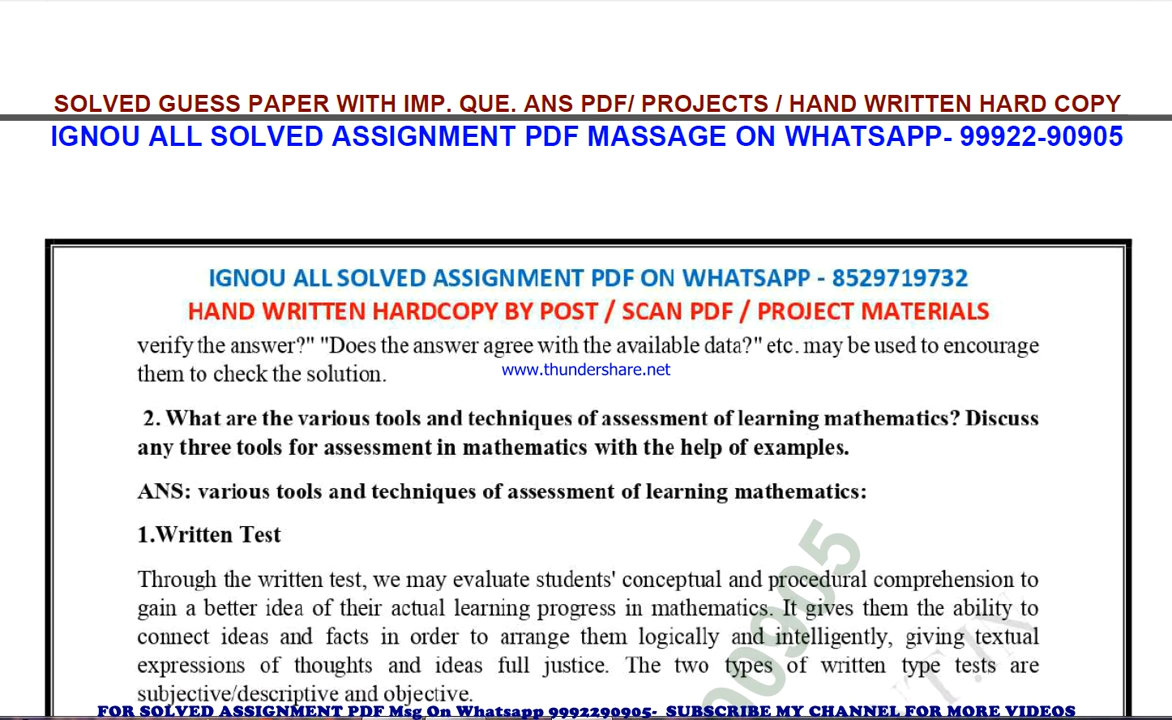 SOLVED GUESS PAPER WITH IMP. QUE. ANS PDF/ PROJECTS / HAND WRITTEN HARD COPY
IGNOU ALL SOLVED ASSIGNMENT PDF MASSAGE ON WHATSAPP- 99922-90905
IGNOU ALL SOLVED ASSIGNMENT PDF ON WHATSAPP - 8529719732
HAND WRITTEN HARDCOPY BY POST / SCAN PDF / PROJECT MATERIALS
verify the answer?" "Does the answer agree with the available data?" etc. may be used to encourage
them to check the solution.
www.thundershare.net
2. What are the various tools and techniques of assessment of learning mathematics? Discuss
any three tools for assessment in mathematics with the help of examples.
ANS: various tools and techniques of assessment of learning mathematics:
1.Written Test
Through the written test, we may evaluate students' conceptual and procedural comprehension to
gain a better idea of their actual learning progress in mathematics. It gives them the ability to
connect ideas and facts in order to arrange them logically and intelligently, giving textual
expressions of thoughts and ideas full justice. The two types of written type tests are
subjective/descriptive and objective.
FOR SOLVED ASSIGNMENT PDF Msg On Whatsapp 9992290905- SUBSCRIBE MY CHANNEL FOR MORE VIDEOS